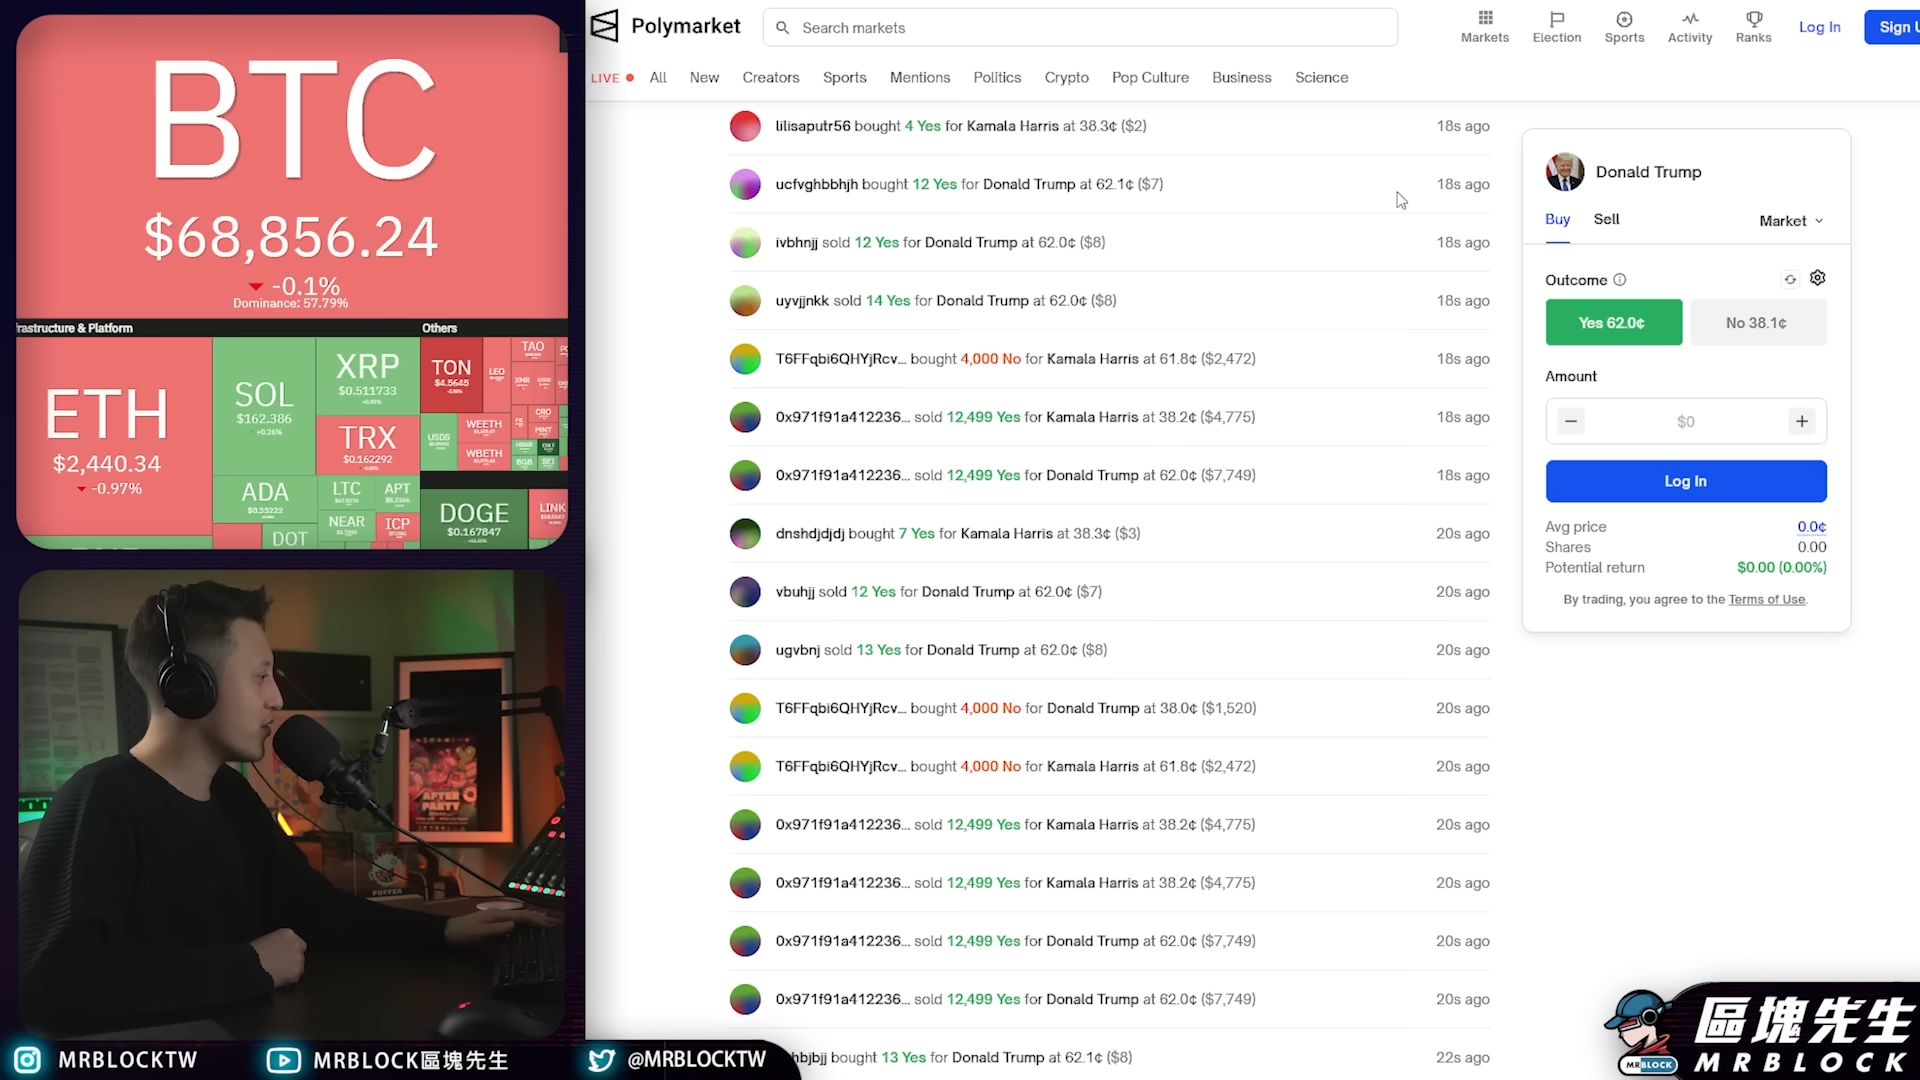 BTC
$68,856.24
-0.1%
Dominance: 57.79%
rastructure & Platform
Others
ETH
$2,440.34
-0.97%
SOL
$162.386
+0.26%
XRP
$0.511733
TRX
$0.162292
TON
$4.5645
LEO
TAO
XMR
CRO
MNT
USDS
WEETH
WBETH
BGB
ADA
$0.33222
LTC
APT
NEAR
ICP
DOT
DOGE
$0.167847
LINK
AFTER
PARTY
PUFFER
Polymarket
Search markets
Markets
Election
Sports
Activity
Ranks
Log In
Sign U
LIVE
All
New
Creators
Sports
Mentions
Politics
Crypto
Pop Culture
Business
Science
lilisaputr56 bought 4 Yes for Kamala Harris at 38.3¢ ($2) 18s ago
ucfvghbbhjh bought 12 Yes for Donald Trump at 62.1¢ ($7) 18s ago
ivbhnjj sold 12 Yes for Donald Trump at 62.0¢ ($8) 18s ago
uyvjjnkk sold 14 Yes for Donald Trump at 62.0¢ ($8) 18s ago
T6FFqbi6QHYjRcv... bought 4,000 No for Kamala Harris at 61.8¢ ($2,472) 18s ago
0x971f91a412236... sold 12,499 Yes for Kamala Harris at 38.2¢ ($4,775) 18s ago
0x971f91a412236... sold 12,499 Yes for Donald Trump at 62.0¢ ($7,749) 18s ago
dnshdjdjdj bought 7 Yes for Kamala Harris at 38.3¢ ($3) 20s ago
vbuhjj sold 12 Yes for Donald Trump at 62.0¢ ($7) 20s ago
ugvbnj sold 13 Yes for Donald Trump at 62.0¢ ($8) 20s ago
T6FFqbi6QHYjRcv... bought 4,000 No for Donald Trump at 38.0¢ ($1,520) 20s ago
T6FFqbi6QHYjRcv... bought 4,000 No for Kamala Harris at 61.8¢ ($2,472) 20s ago
0x971f91a412236... sold 12,499 Yes for Kamala Harris at 38.2¢ ($4,775) 20s ago
0x971f91a412236... sold 12,499 Yes for Kamala Harris at 38.2¢ ($4,775) 20s ago
0x971f91a412236... sold 12,499 Yes for Donald Trump at 62.0¢ ($7,749) 20s ago
0x971f91a412236... sold 12,499 Yes for Donald Trump at 62.0¢ ($7,749) 20s ago
hbjbjj bought 13 Yes for Donald Trump at 62.1¢ ($8) 22s ago
Donald Trump
Buy
Sell
Market
Outcome
Yes 62.0¢
No 38.1¢
Amount
− $0 +
Log In
Avg price 0.0¢
Shares 0.00
Potential return $0.00 (0.00%)
By trading, you agree to the Terms of Use.
MRBLOCKTW
MRBLOCK區塊先生
@MRBLOCKTW
MRBLOCK
區塊先生
MRBLOCK